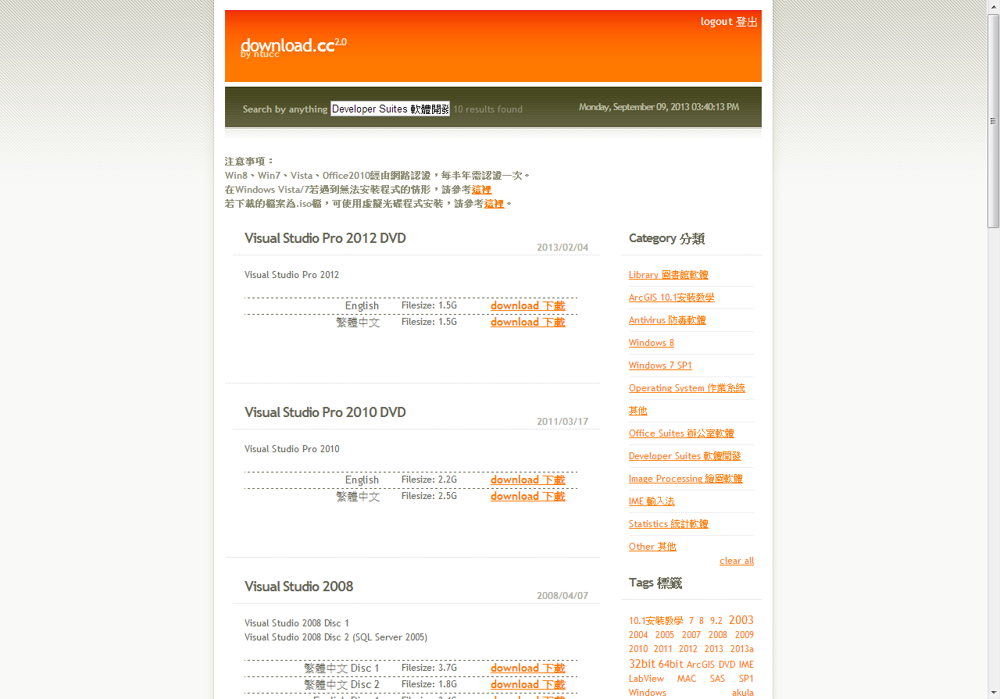 logout 登出
download.cc2.0
by ntucc
Search by anything Developer Suites 軟體開發 10 results found
Monday, September 09, 2013 03:40:13 PM
注意事項：
Win8、Win7、Vista、Office2010經由網路認證，每半年需認證一次。
在Windows Vista/7若遇到無法安裝程式的情形，請參考這裡
若下載的檔案為.iso檔，可使用虛擬光碟程式安裝，請參考這裡。
Visual Studio Pro 2012 DVD
2013/02/04
Visual Studio Pro 2012
English Filesize: 1.5G download 下載
繁體中文 Filesize: 1.5G download 下載
Visual Studio Pro 2010 DVD
2011/03/17
Visual Studio Pro 2010
English Filesize: 2.2G download 下載
繁體中文 Filesize: 2.5G download 下載
Visual Studio 2008
2008/04/07
Visual Studio 2008 Disc 1
Visual Studio 2008 Disc 2 (SQL Server 2005)
繁體中文 Disc 1 Filesize: 3.7G download 下載
繁體中文 Disc 2 Filesize: 1.8G download 下載
Category 分類
Library 圖書館軟體
ArcGIS 10.1安裝教學
Antivirus 防毒軟體
Windows 8
Windows 7 SP1
Operating System 作業系統
其他
Office Suites 辦公室軟體
Developer Suites 軟體開發
Image Processing 繪圖軟體
IME 輸入法
Statistics 統計軟體
Other 其他
clear all
Tags 標籤
10.1安裝教學 7 8 9.2 2003
2004 2005 2007 2008 2009
2010 2011 2012 2013 2013a
32bit 64bit ArcGIS DVD IME
LabView MAC SAS SP1
Windows akula